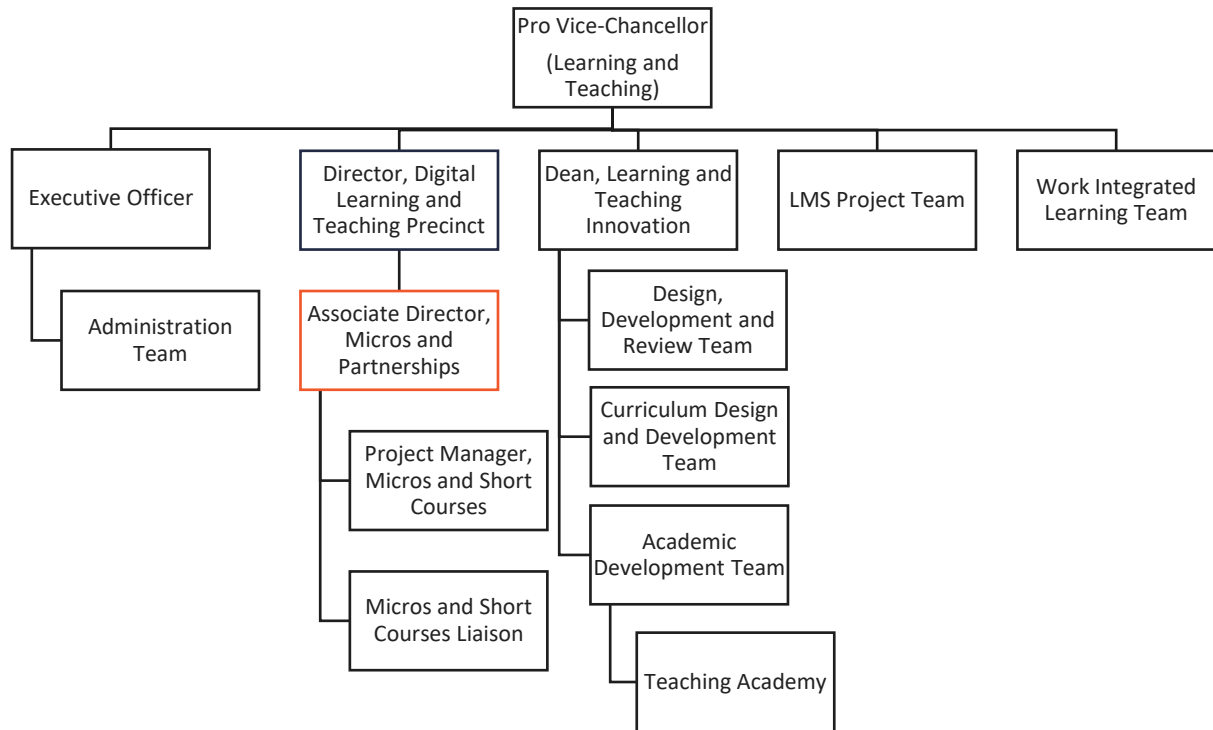 Pro Vice-Chancellor
(Learning and
Teaching)
Executive Officer
Director, Digital
Learning and
Teaching Precinct
Dean, Learning and
Teaching
Innovation
LMS Project Team
Work Integrated
Learning Team
Administration
Team
Associate Director,
Micros and
Partnerships
Design,
Development and
Review Team
Project Manager,
Micros and Short
Courses
Curriculum Design
and Development
Team
Micros and Short
Courses Liaison
Academic
Development Team
Teaching Academy